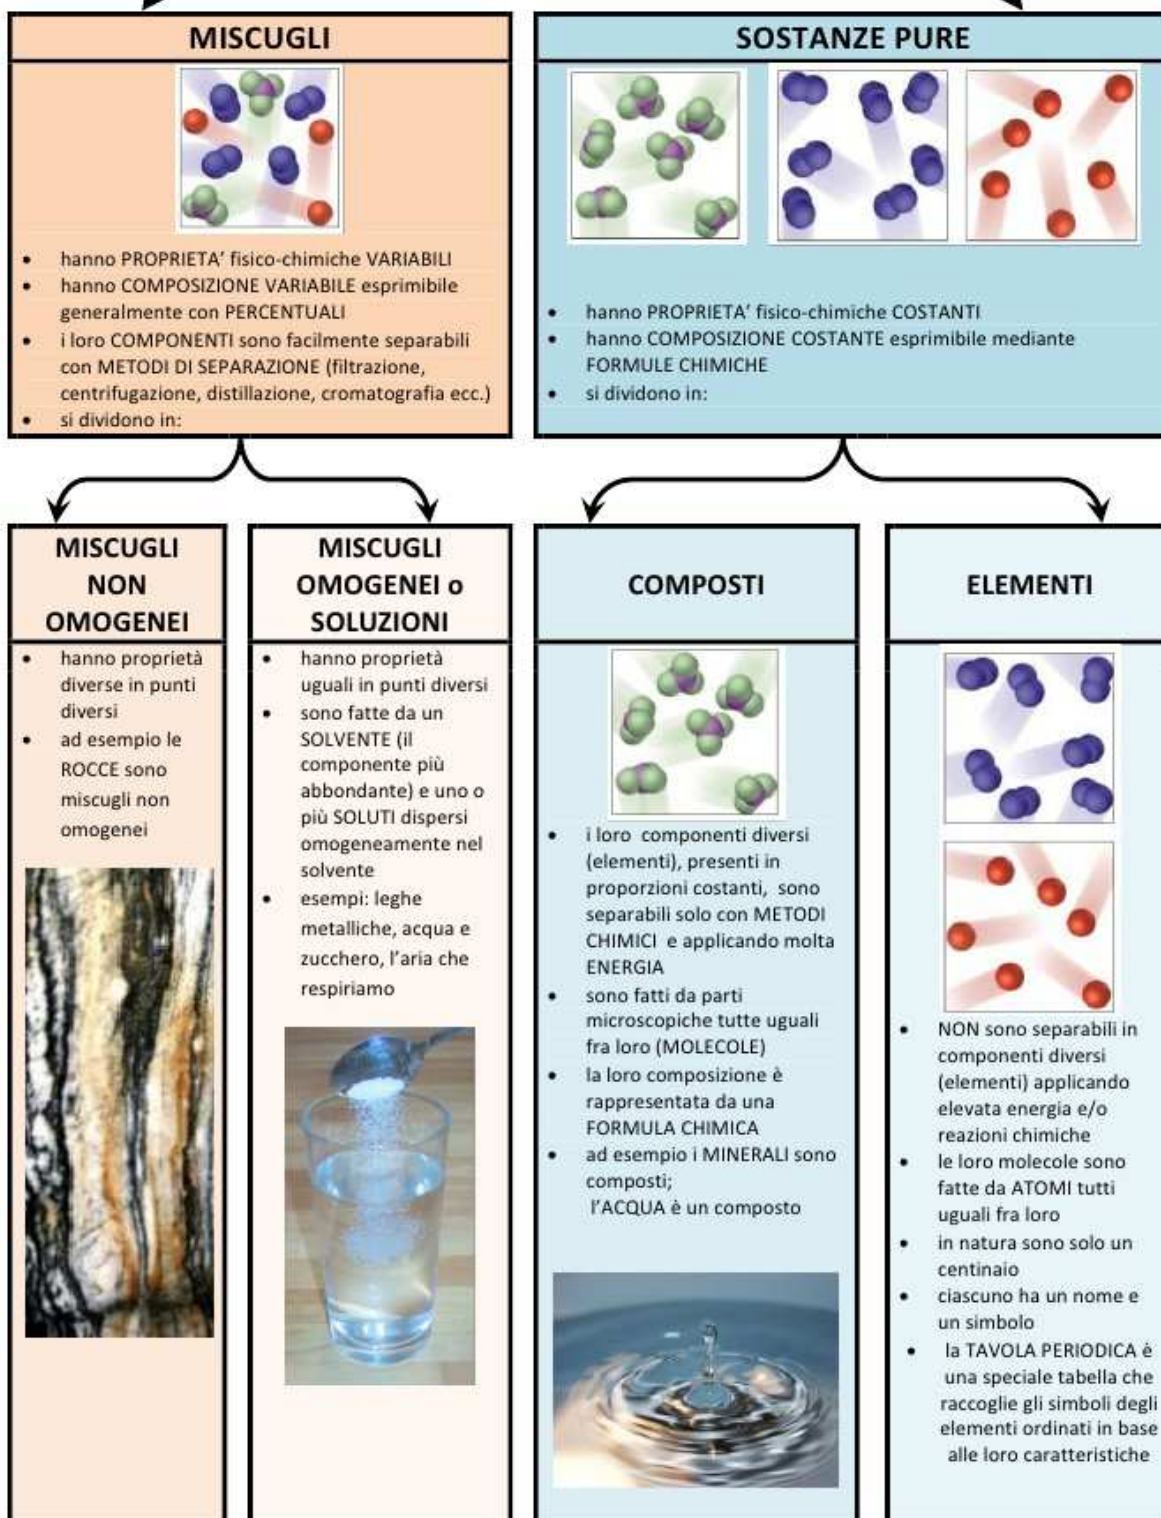 MISCUGLI
hanno PROPRIETA’ fisico-chimiche VARIABILI
hanno COMPOSIZIONE VARIABILE esprimibile
generalmente con PERCENTUALI
i loro COMPONENTI sono facilmente separabili
con METODI DI SEPARAZIONE (filtrazione,
centrifugazione, distillazione, cromatografia ecc.)
si dividono in:
SOSTANZE PURE
hanno PROPRIETA’ fisico-chimiche COSTANTI
hanno COMPOSIZIONE COSTANTE esprimibile mediante
FORMULE CHIMICHE
si dividono in:
MISCUGLI
NON
OMOGENEI
hanno proprietà
diverse in punti
diversi
ad esempio le
ROCCE sono
miscugli non
omogenei
MISCUGLI
OMOGENEI o
SOLUZIONI
hanno proprietà
uguali in punti diversi
sono fatte da un
SOLVENTE (il
componente più
abbondante) e uno o
più SOLUTI dispersi
omogeneamente nel
solvente
esempi: leghe
metalliche, acqua e
zucchero, l’aria che
respiriamo
COMPOSTI
i loro componenti diversi
(elementi), presenti in
proporzioni costanti, sono
separabili solo con METODI
CHIMICI e applicando molta
ENERGIA
sono fatti da parti
microscopiche tutte uguali
fra loro (MOLECOLE)
la loro composizione è
rappresentata da una
FORMULA CHIMICA
ad esempio i MINERALI sono
composti;
l’ACQUA è un composto
ELEMENTI
NON sono separabili in
componenti diversi
(elementi) applicando
elevata energia e/o
reazioni chimiche
le loro molecole sono
fatte da ATOMI tutti
uguali fra loro
in natura sono solo un
centinaio
ciascuno ha un nome e
un simbolo
la TAVOLA PERIODICA è
una speciale tabella che
raccoglie gli simboli degli
elementi ordinati in base
alle loro caratteristiche